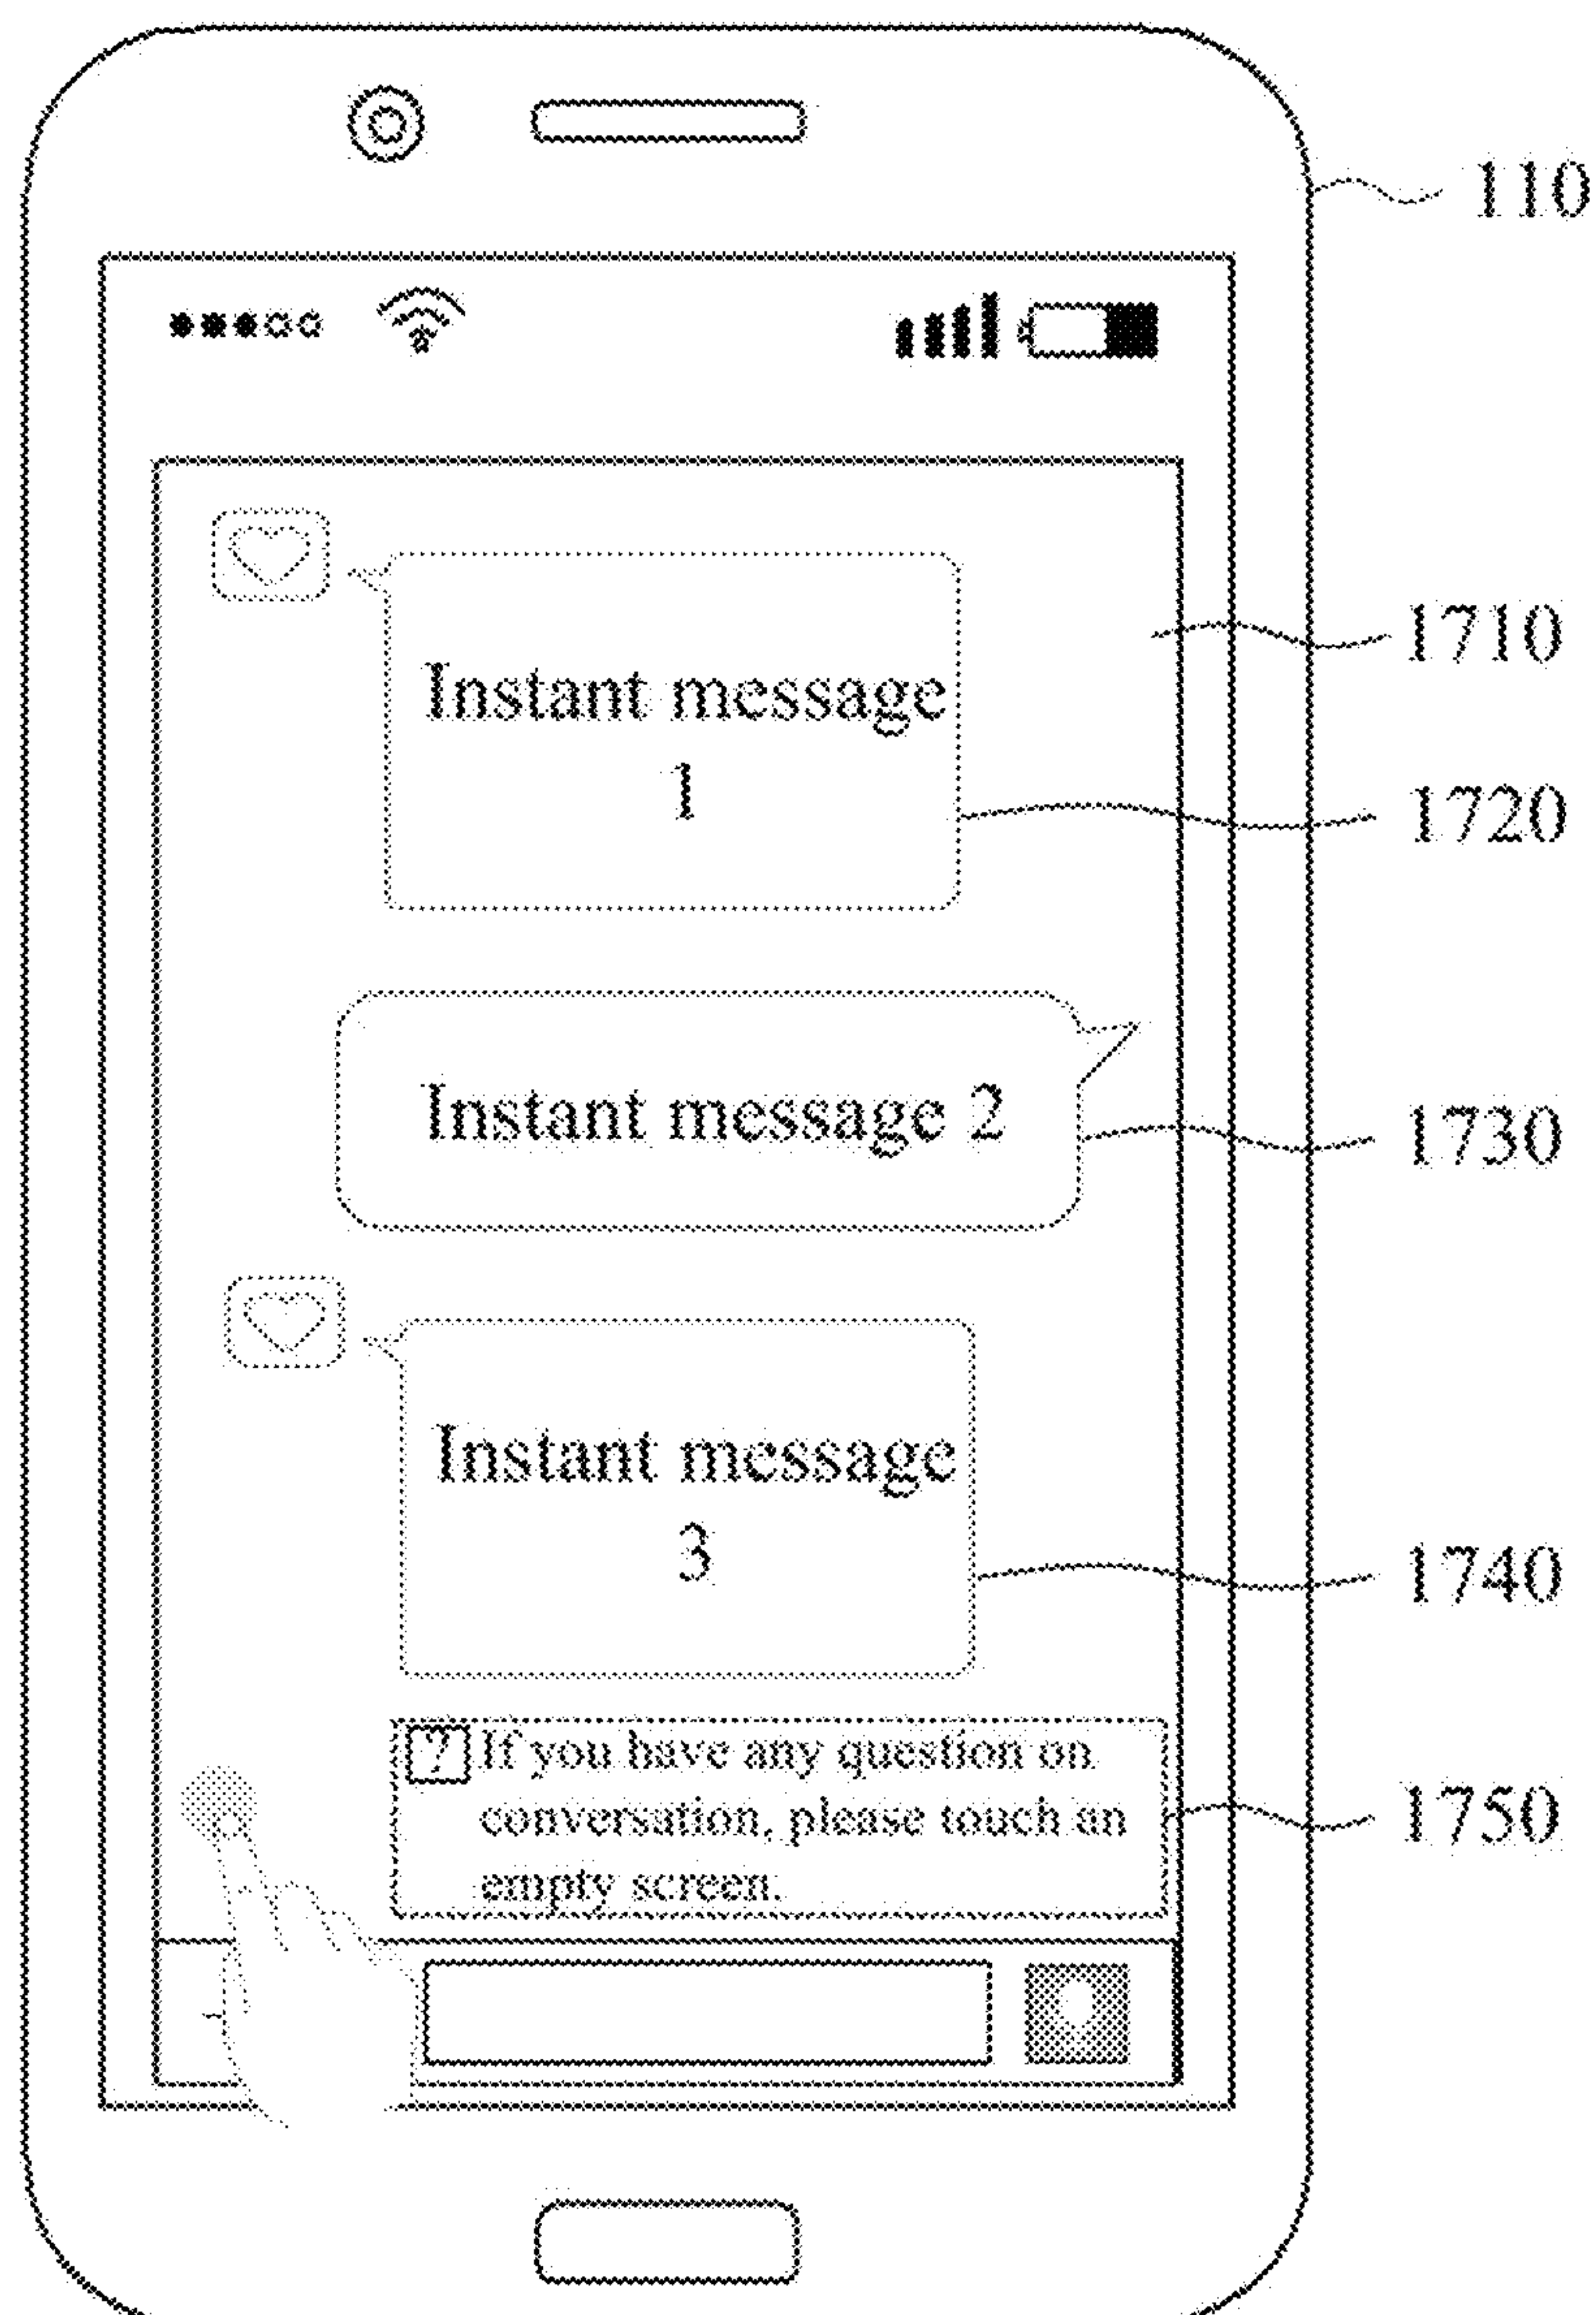 110
1710
Instant message
1
1720
Instant message 2
1730
Instant message
3
1740
? If you have any question on
conversation, please touch an
empty screen.
1750